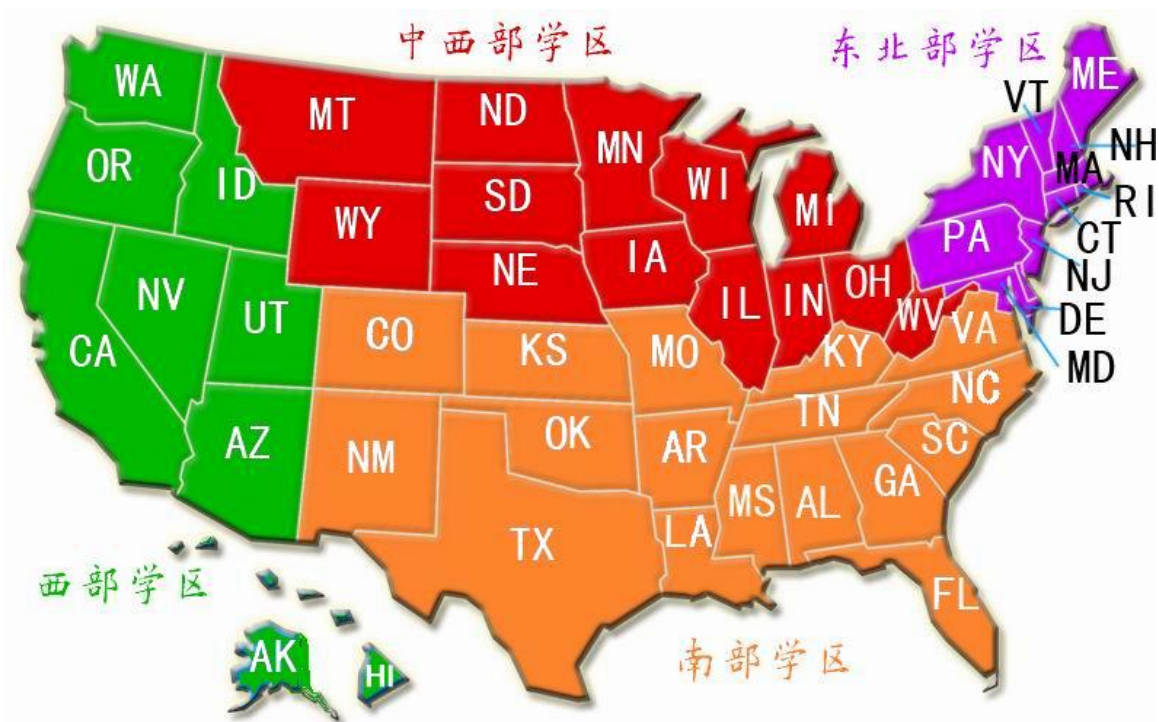 中西部学区
东北部学区
WA
MT
ND
MN
ME
VT
OR
ID
SD
WI
MI
NY
NH
MA
RI
WY
NE
IA
PA
CT
NJ
NV
UT
CO
KS
MO
IL
IN
OH
WV
KY
VA
DE
MD
CA
AZ
NM
OK
AR
TN
NC
SC
TX
LA
MS
AL
GA
FL
西部学区
AK
HI
南部学区